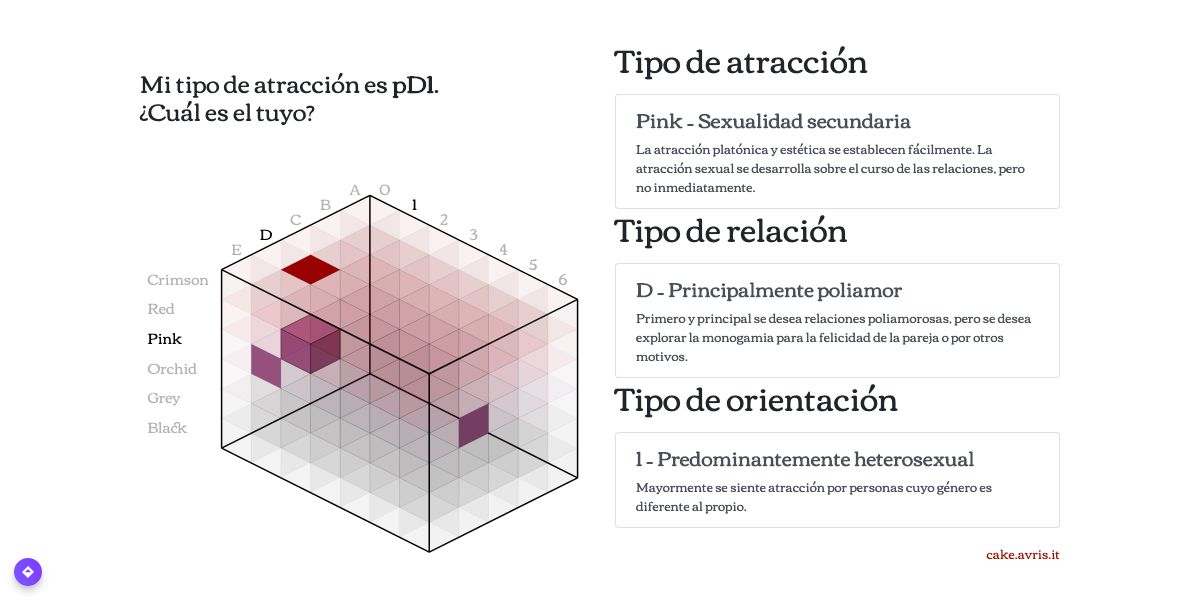 Mi tipo de atracción es pD1.
¿Cuál es el tuyo?
A
B
C
D
E
0
1
2
3
4
5
6
Crimson
Red
Pink
Orchid
Grey
Black
Tipo de atracción
Pink - Sexualidad secundaria
La atracción platónica y estética se establecen fácilmente. La
atracción sexual se desarrolla sobre el curso de las relaciones, pero
no inmediatamente.
Tipo de relación
D - Principalmente poliamor
Primero y principal se desea relaciones poliamorosas, pero se desea
explorar la monogamia para la felicidad de la pareja o por otros
motivos.
Tipo de orientación
1 - Predominantemente heterosexual
Mayormente se siente atracción por personas cuyo género es
diferente al propio.
cake.avris.it